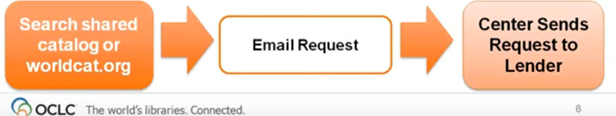 Search shared
catalog or
worldcat.org
Email Request
Center Sends
Request to
Lender
OCLC The world's libraries. Connected.
6